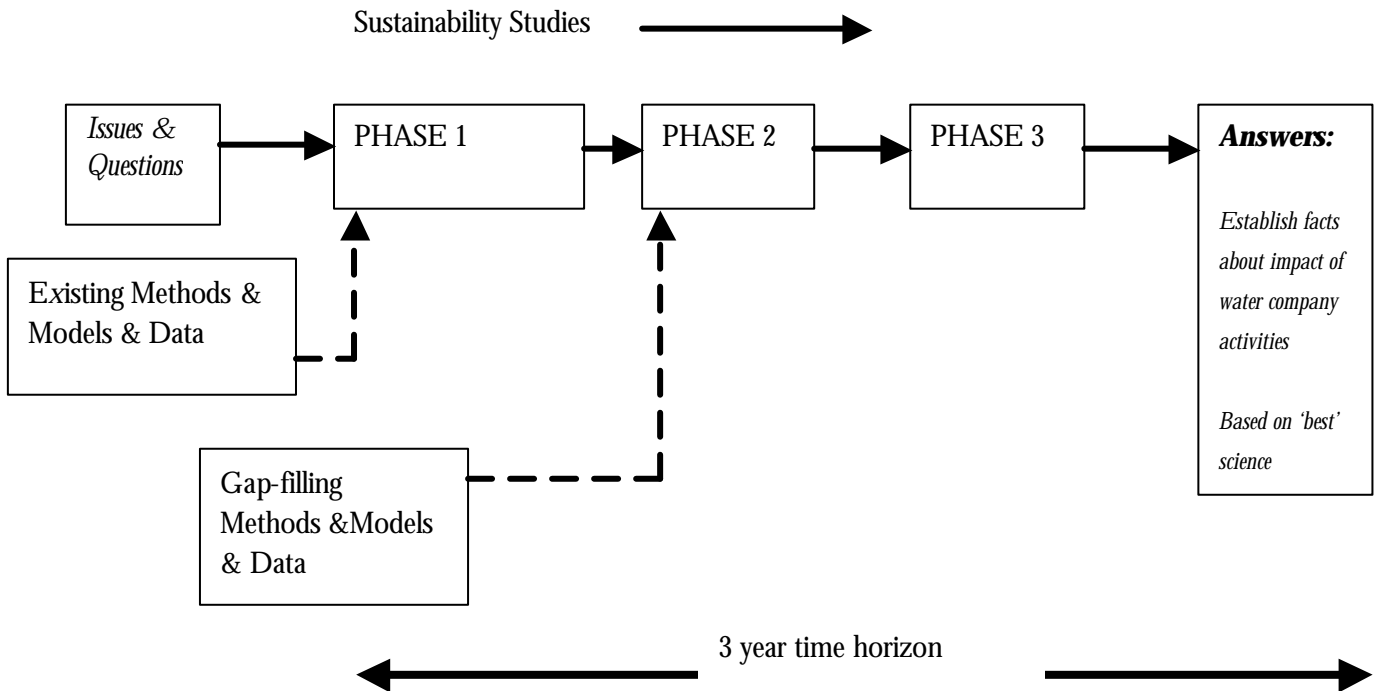 Sustainability Studies
Issues &
Questions
PHASE 1
PHASE 2
PHASE 3
Answers:
Establish facts
about impact of
water company
activities
Based on ‘best’
science
Existing Methods &
Models & Data
Gap-filling
Methods &Models
& Data
3 year time horizon